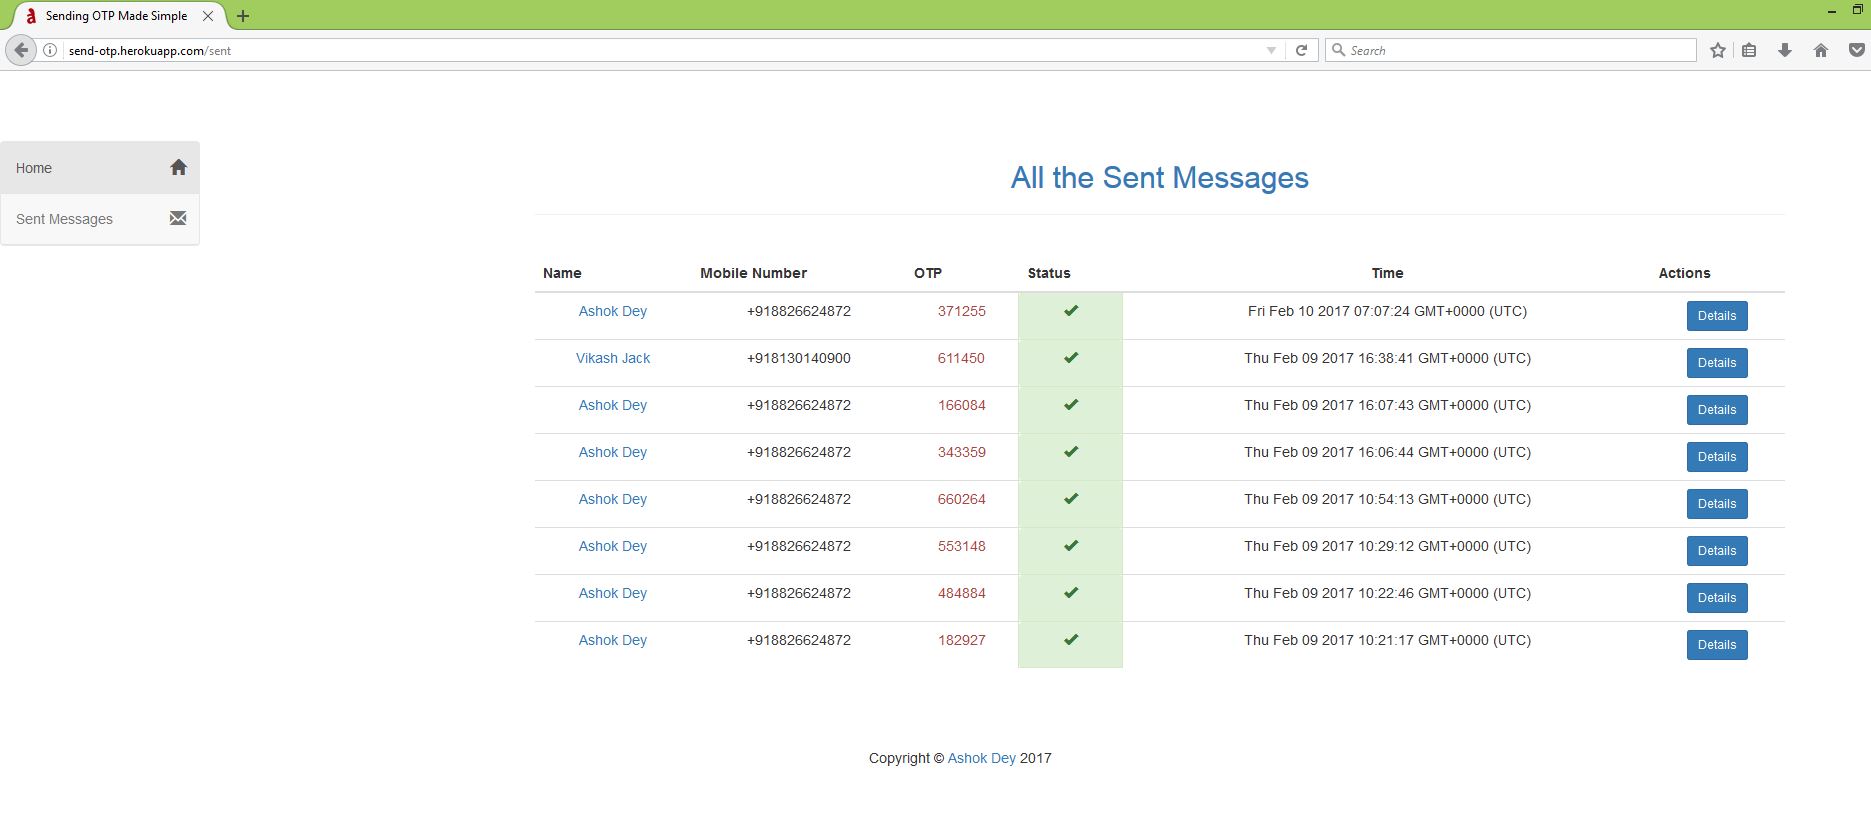 Sending OTP Made Simple
send-otp.herokuapp.com/sent
Search
Home
Sent Messages
All the Sent Messages
Name Mobile Number OTP Status Time Actions
Ashok Dey +918826624872 371255 Fri Feb 10 2017 07:07:24 GMT+0000 (UTC) Details
Vikash Jack +918130140900 611450 Thu Feb 09 2017 16:38:41 GMT+0000 (UTC) Details
Ashok Dey +918826624872 166084 Thu Feb 09 2017 16:07:43 GMT+0000 (UTC) Details
Ashok Dey +918826624872 343359 Thu Feb 09 2017 16:06:44 GMT+0000 (UTC) Details
Ashok Dey +918826624872 660264 Thu Feb 09 2017 10:54:13 GMT+0000 (UTC) Details
Ashok Dey +918826624872 553148 Thu Feb 09 2017 10:29:12 GMT+0000 (UTC) Details
Ashok Dey +918826624872 484884 Thu Feb 09 2017 10:22:46 GMT+0000 (UTC) Details
Ashok Dey +918826624872 182927 Thu Feb 09 2017 10:21:17 GMT+0000 (UTC) Details
Copyright © Ashok Dey 2017